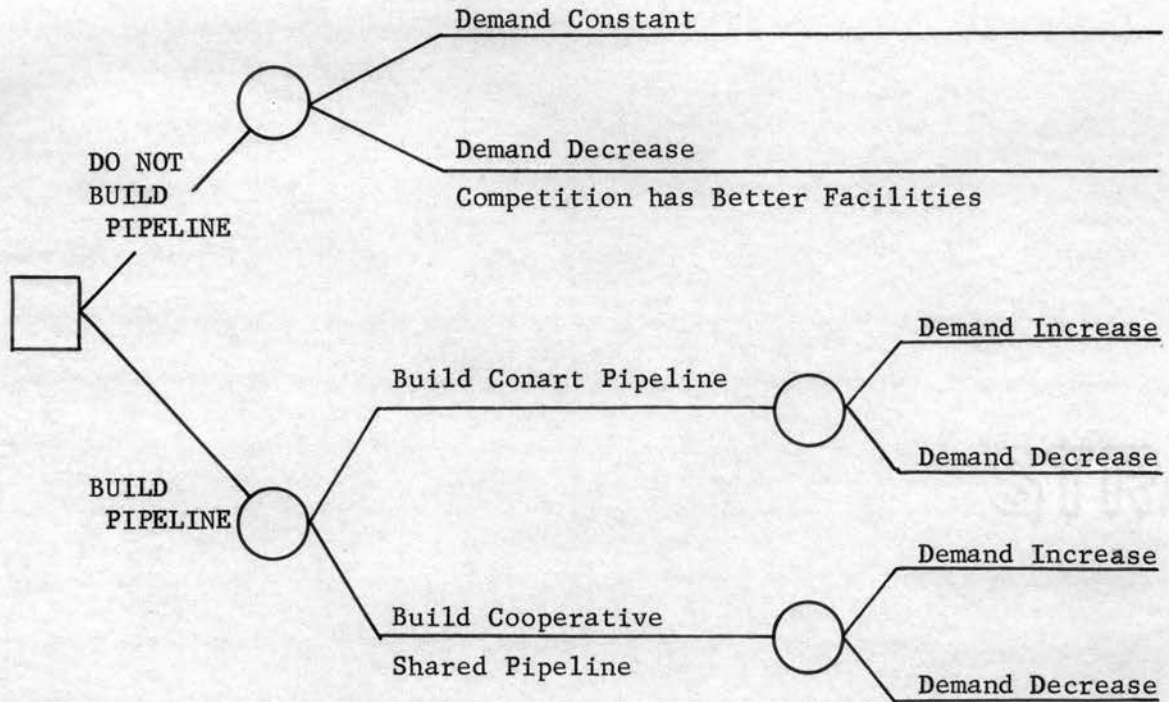 Demand Constant
Demand Decrease
Competition has Better Facilities
DO NOT
BUILD
PIPELINE
Demand Increase
Build Conart Pipeline
Demand Decrease
BUILD
PIPELINE
Demand Increase
Build Cooperative
Shared Pipeline
Demand Decrease